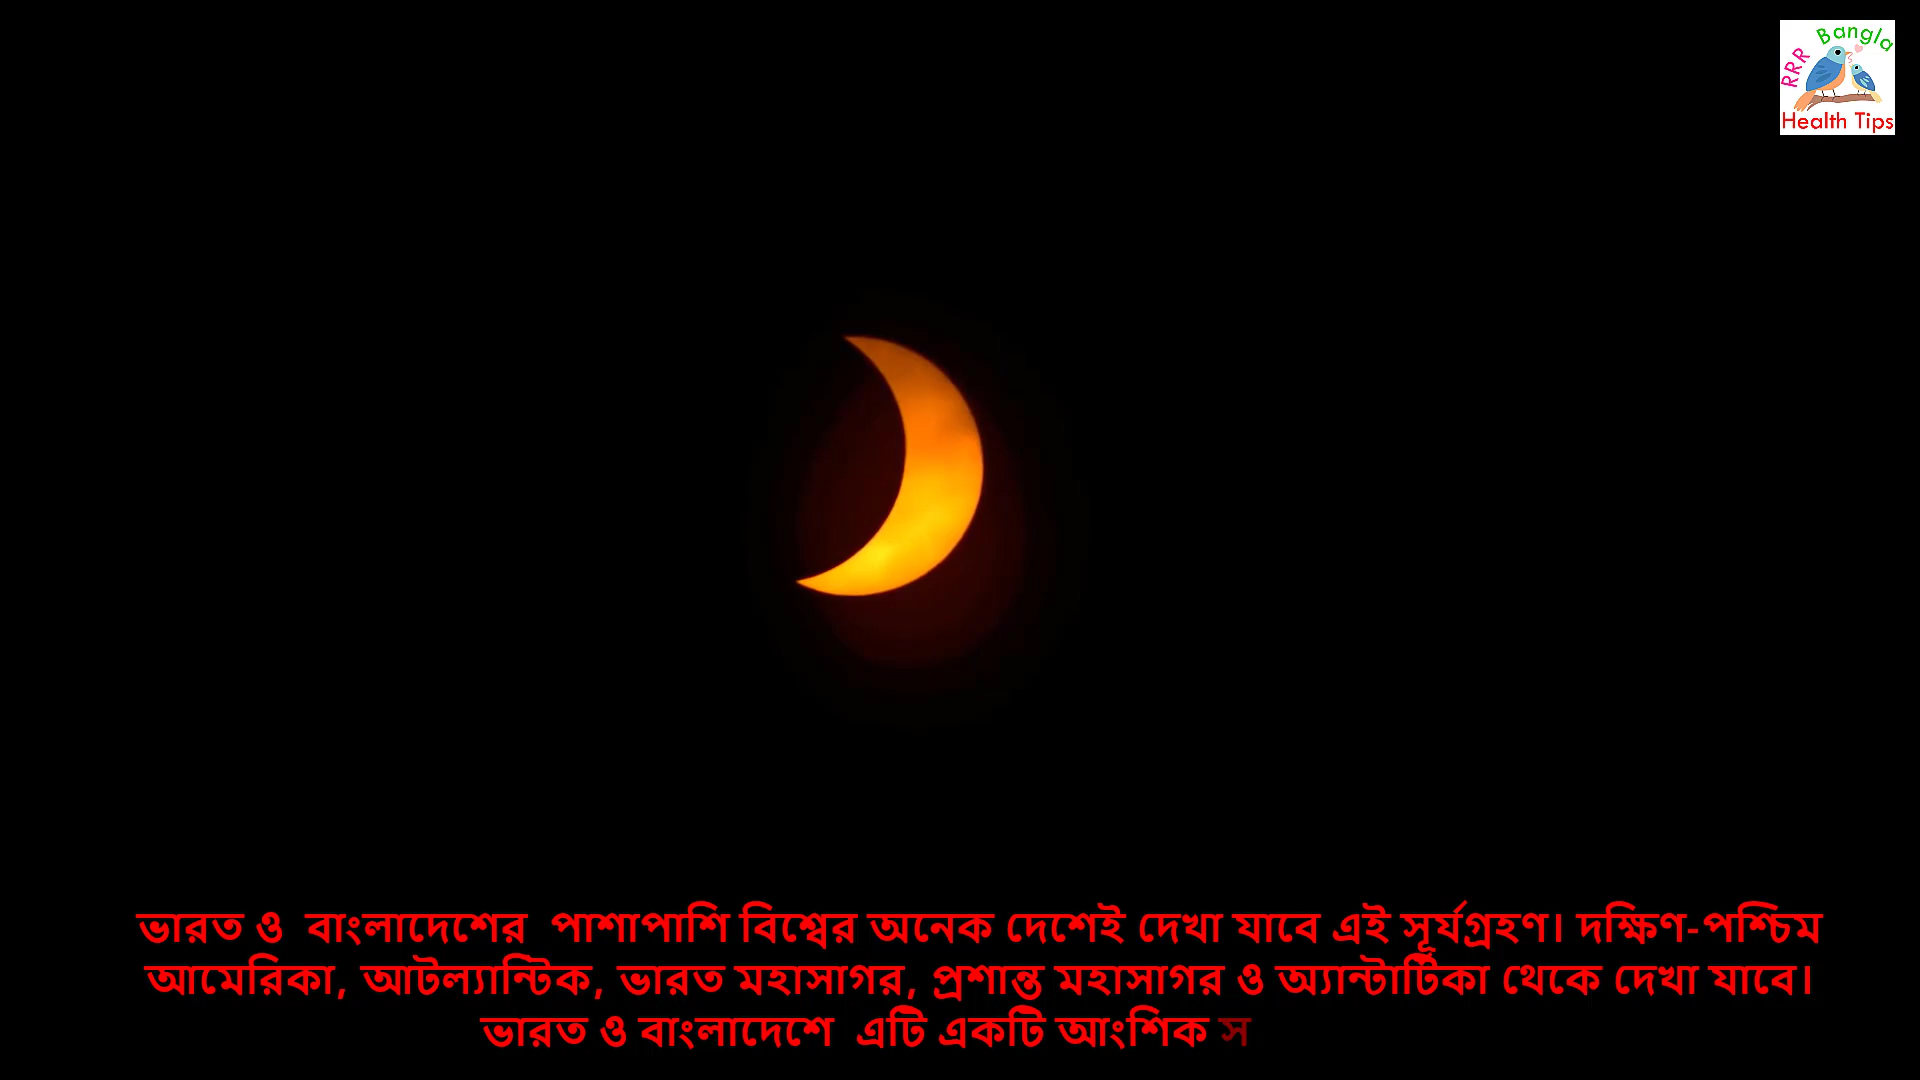 RRR Bangla
Health Tips
ভারত ও বাংলাদেশের পাশাপাশি বিশ্বের অনেক দেশেই দেখা যাবে এই সূর্যগ্রহণ। দক্ষিণ-পশ্চিম
আমেরিকা, আটল্যান্টিক, ভারত মহাসাগর, প্রশান্ত মহাসাগর ও অ্যান্টার্টিকা থেকে দেখা যাবে।
ভারত ও বাংলাদেশে এটি একটি আংশিক স